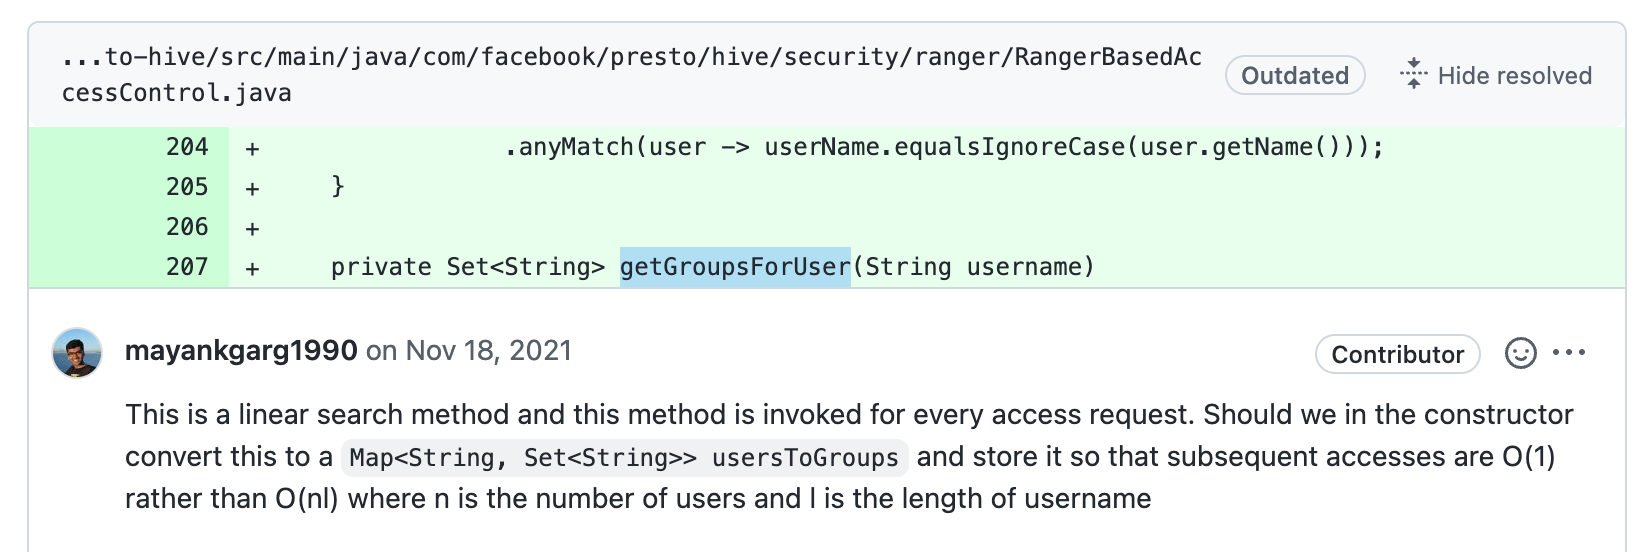 ...to-hive/src/main/java/com/facebook/presto/hive/security/ranger/RangerBasedAc
cessControl.java
Outdated
Hide resolved
204 + .anyMatch(user -> userName.equalsIgnoreCase(user.getName()));
205 + }
206 +
207 + private Set<String> getGroupsForUser(String username)
mayankgarg1990 on Nov 18, 2021
Contributor
This is a linear search method and this method is invoked for every access request. Should we in the constructor
convert this to a Map<String, Set<String>> usersToGroups and store it so that subsequent accesses are O(1)
rather than O(nl) where n is the number of users and l is the length of username